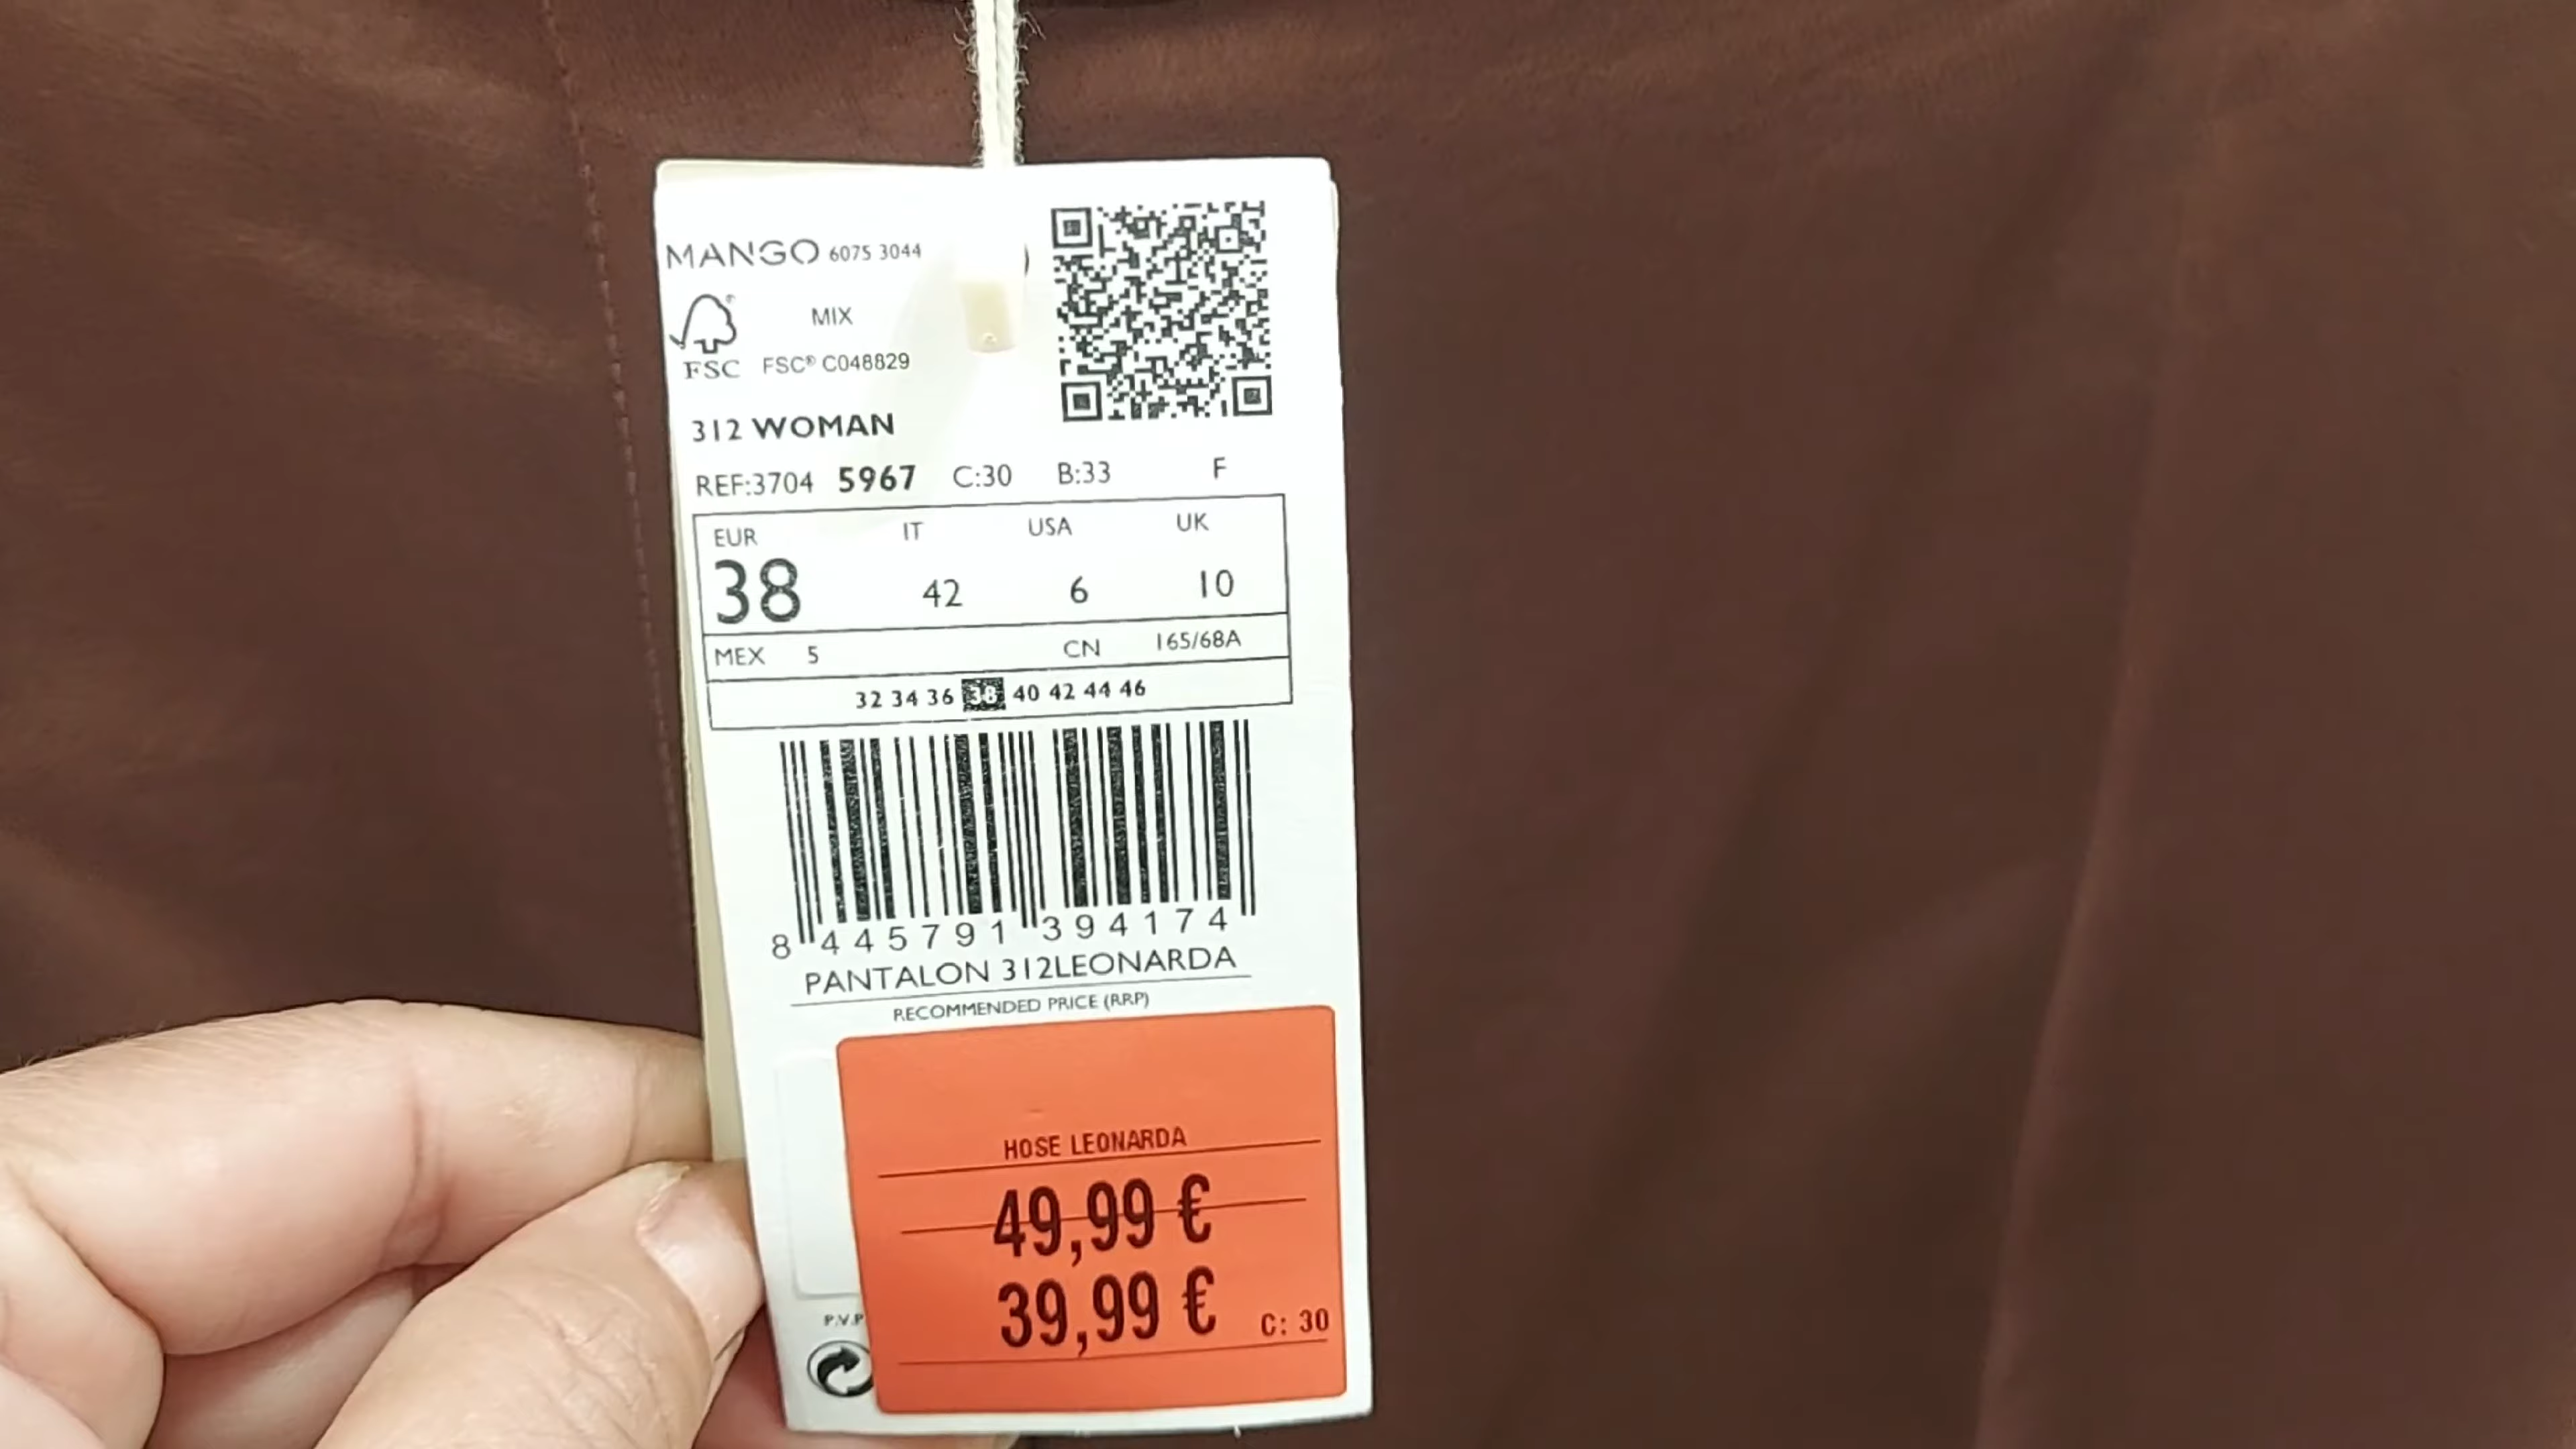 MANGO 6075 3044
MIX
FSC FSC® C048829
312 WOMAN
REF:3704 5967 C:30 B:33 F
EUR IT USA UK
38 42 6 10
MEX 5 CN 165/68A
32 34 36 38 40 42 44 46
8 445791 394174
PANTALON 312LEONARDA
RECOMMENDED PRICE (RRP)
HOSE LEONARDA
49,99 €
39,99 €
C: 30
P.V.P